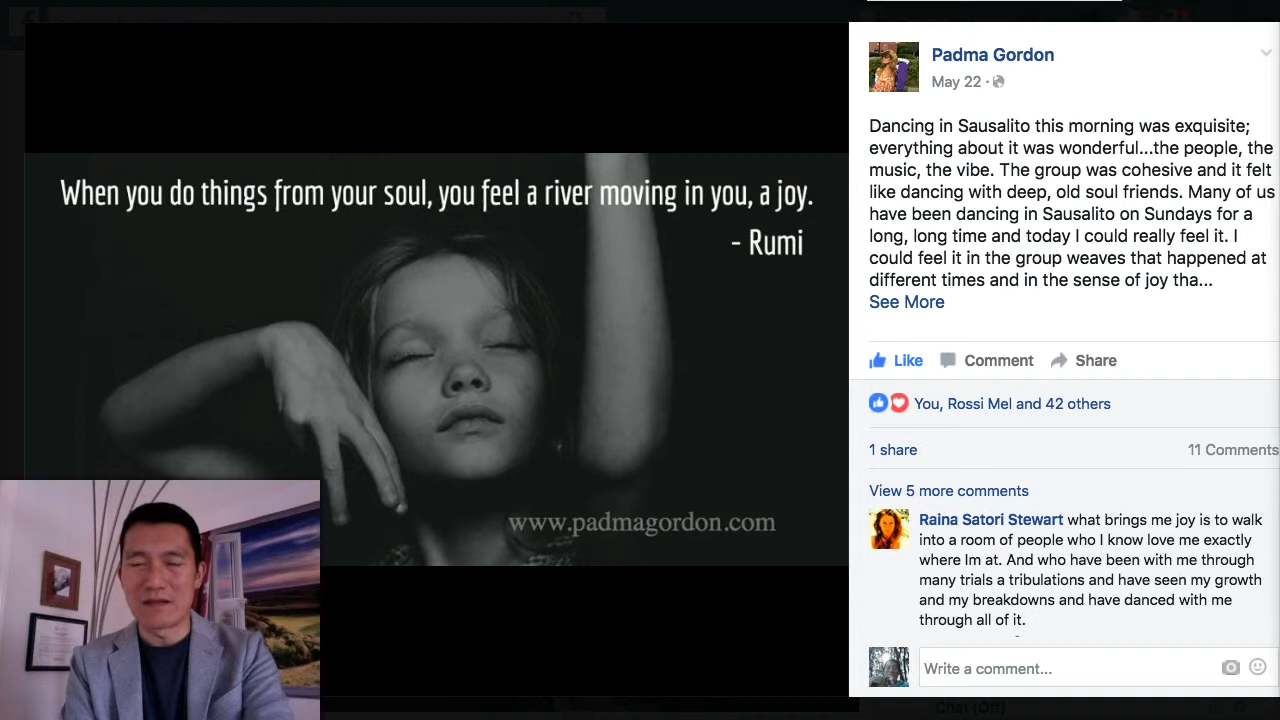 When you do things from your soul, you feel a river moving in you, a joy.
- Rumi
www.padmagordon.com
Padma Gordon
May 22 ·
Dancing in Sausalito this morning was exquisite;
everything about it was wonderful...the people, the
music, the vibe. The group was cohesive and it felt
like dancing with deep, old soul friends. Many of us
have been dancing in Sausalito on Sundays for a
long, long time and today I could really feel it. I
could feel it in the group weaves that happened at
different times and in the sense of joy tha...
See More
Like Comment Share
You, Rossi Mel and 42 others
1 share 11 Comments
View 5 more comments
Raina Satori Stewart what brings me joy is to walk
into a room of people who I know love me exactly
where Im at. And who have been with me through
many trials a tribulations and have seen my growth
and my breakdowns and have danced with me
through all of it.
Write a comment...
Chat (Off)